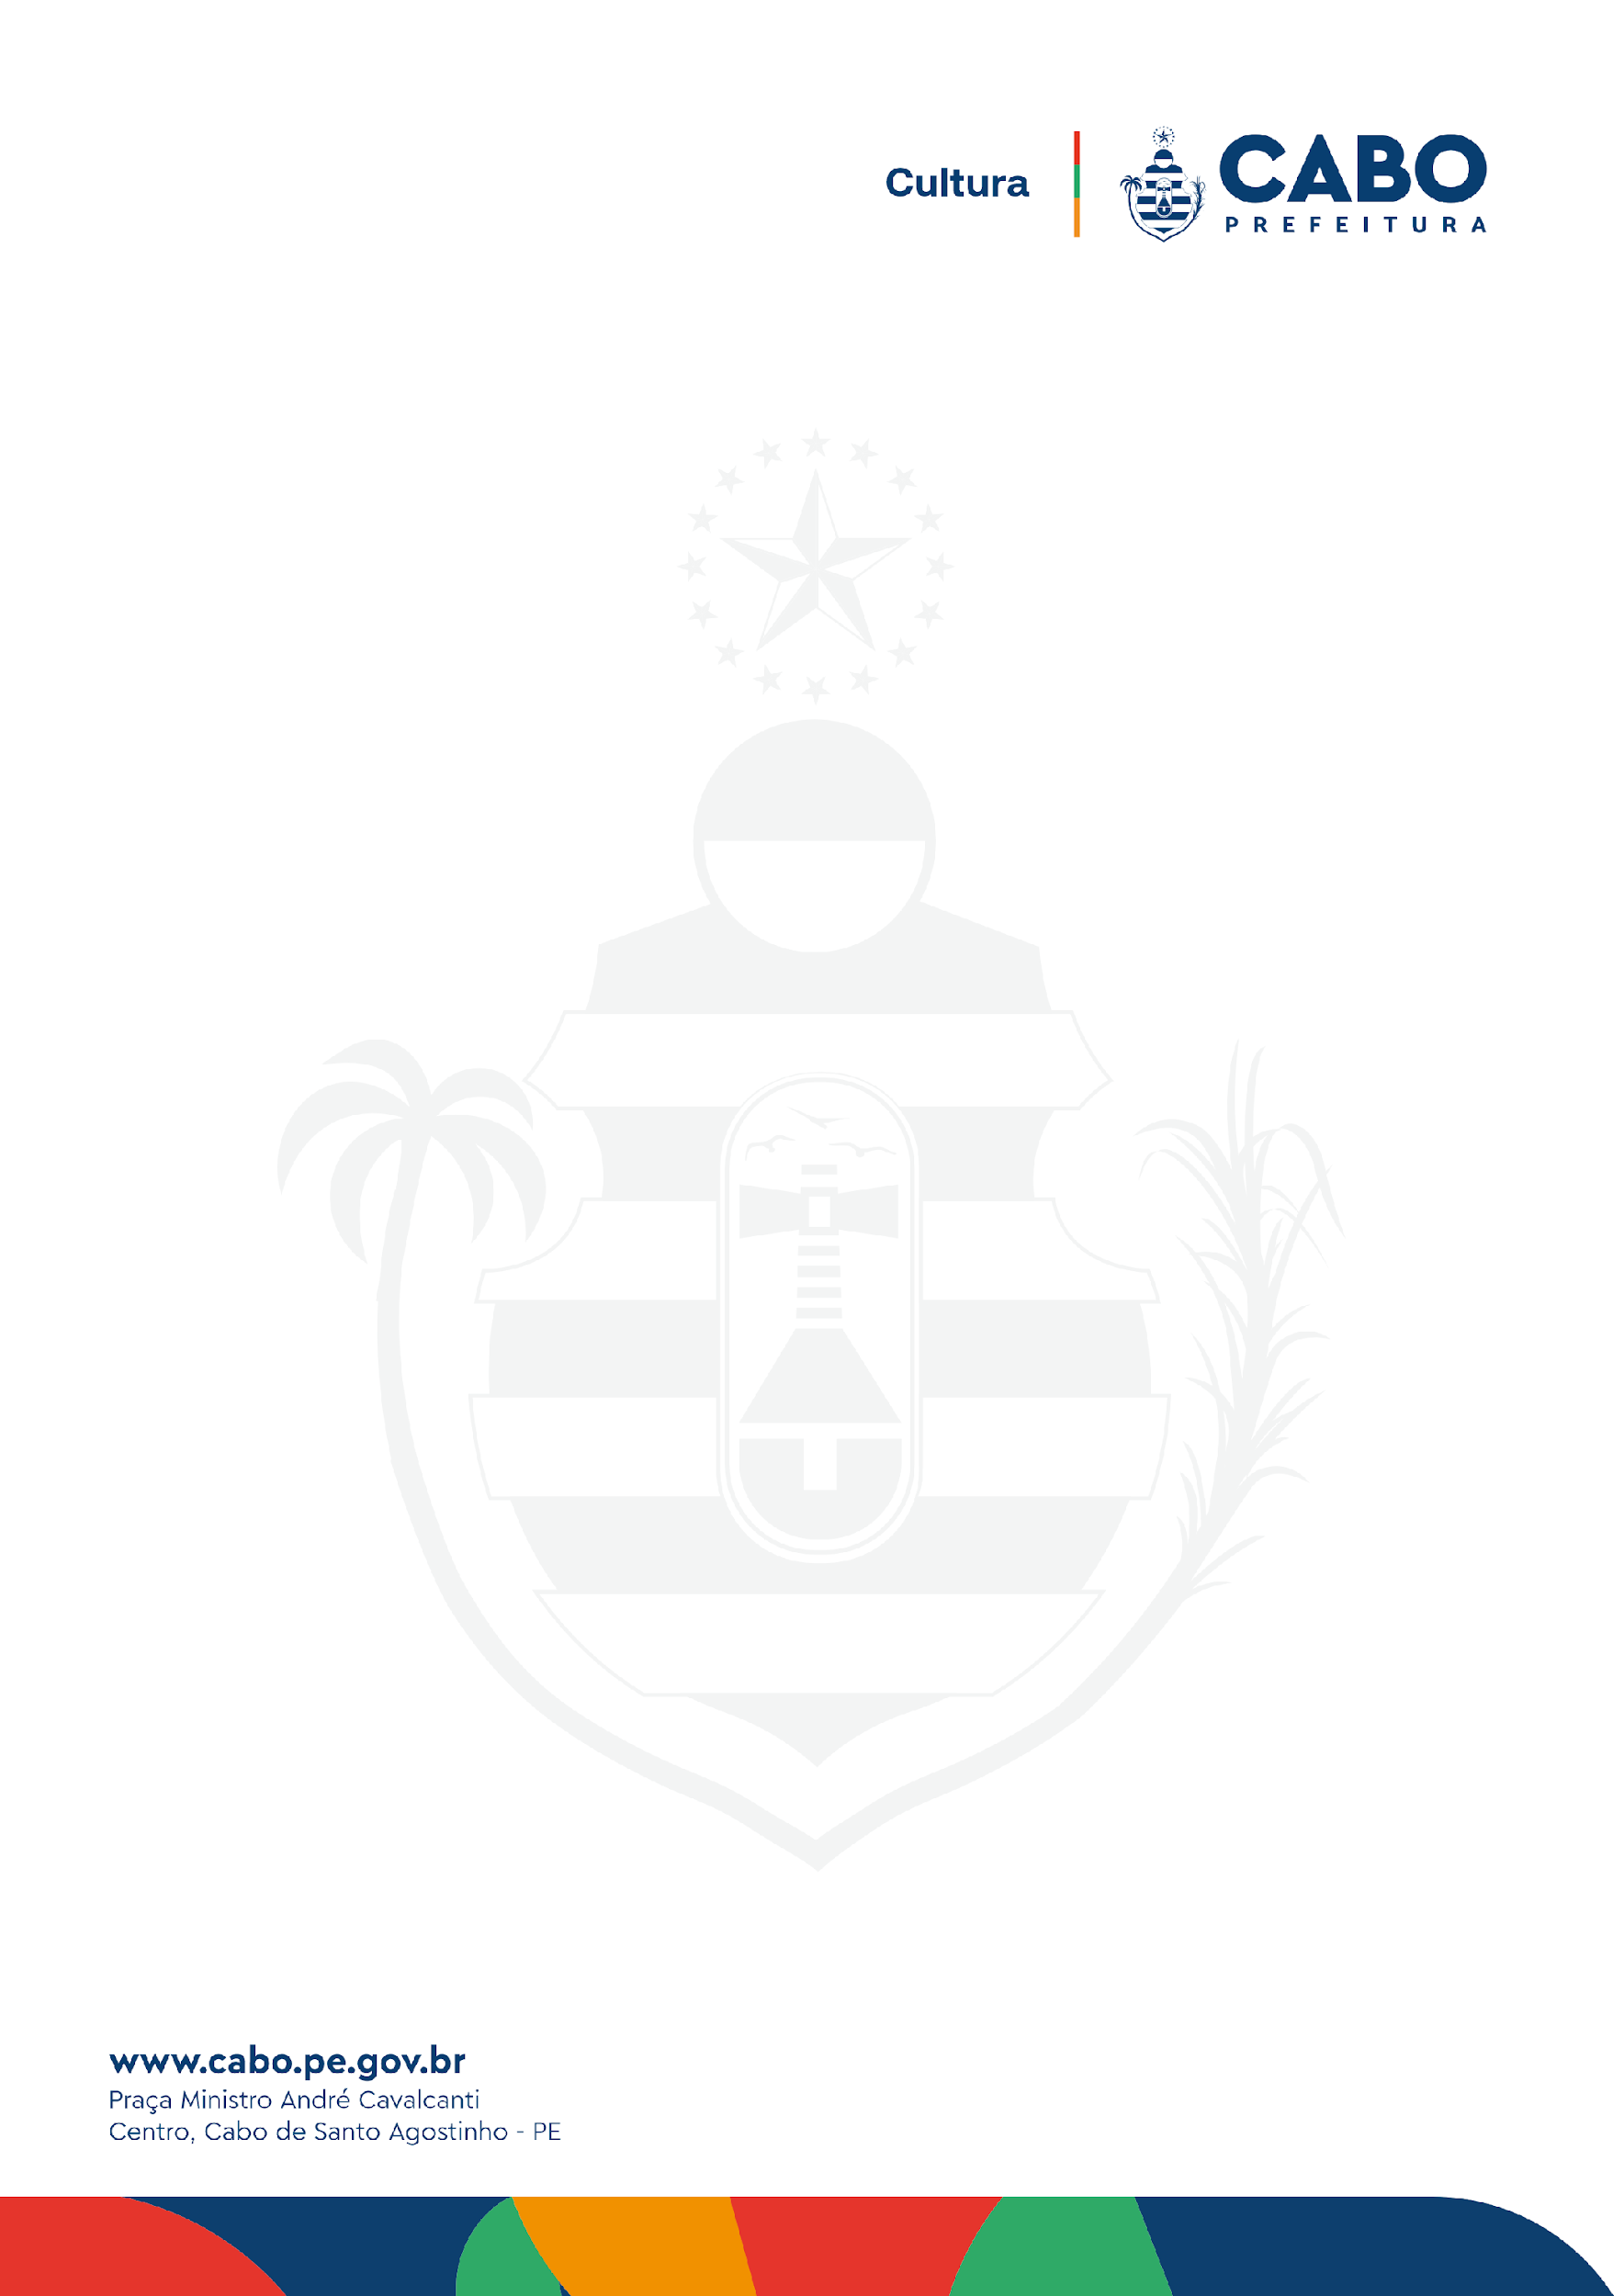 Cultura
CABO
PREFEITURA
www.cabo.pe.gov.br
Praça Ministro André Cavalcanti
Centro, Cabo de Santo Agostinho - PE